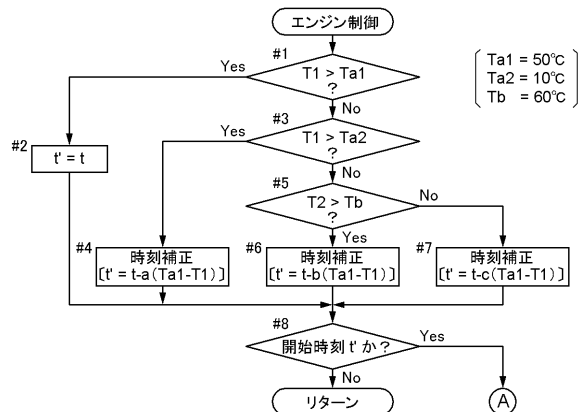 エンジン制御
#1
Yes
T1 > Ta1
?
No
Ta1 = 50℃
Ta2 = 10℃
Tb = 60℃
#2
t' = t
#3
Yes
T1 > Ta2
?
No
#5
T2 > Tb
?
No
Yes
#4
時刻補正
〔t' = t-a(Ta1-T1)〕
#6
時刻補正
〔t' = t-b(Ta1-T1)〕
#7
時刻補正
〔t' = t-c(Ta1-T1)〕
#8
開始時刻 t' か？
Yes
No
リターン
A